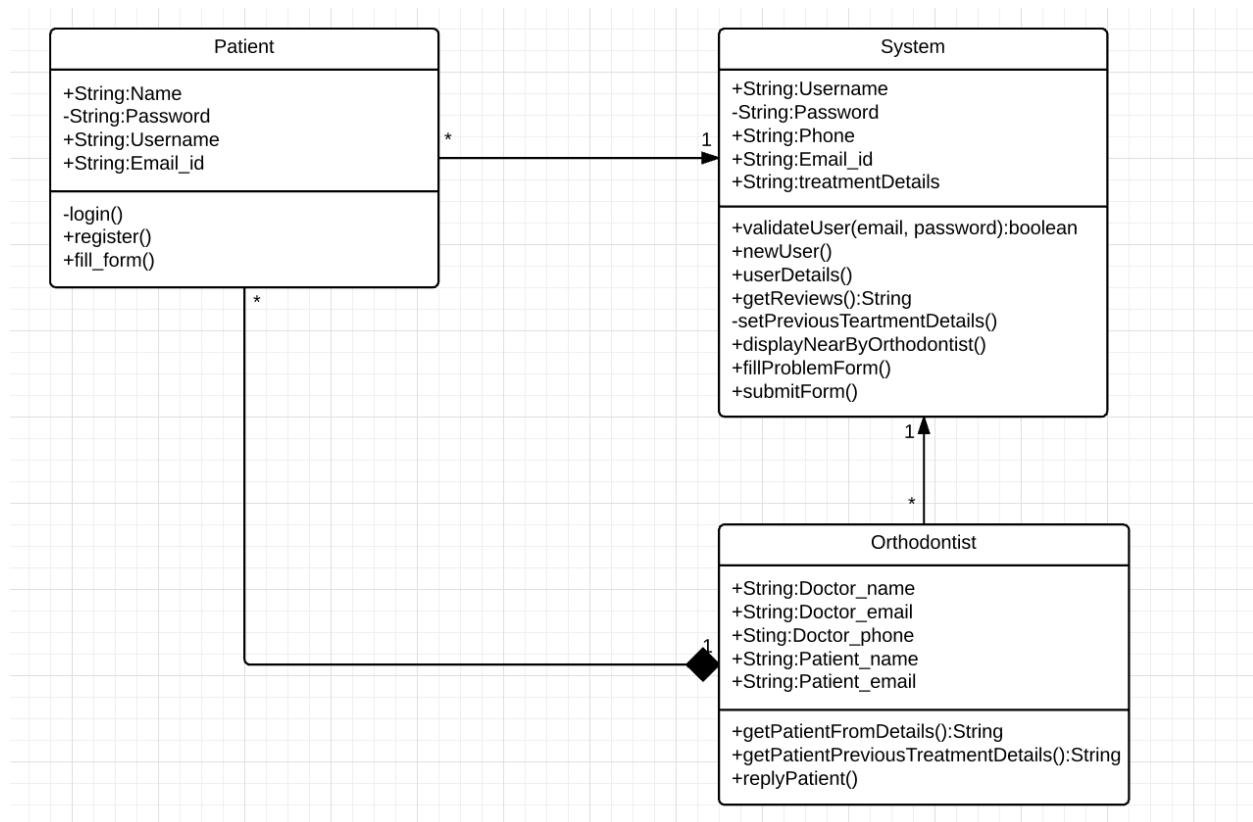 Patient
+String:Name
-String:Password
+String:Username
+String:Email_id
-login()
+register()
+fill_form()
*
1
*
System
+String:Username
-String:Password
+String:Phone
+String:Email_id
+String:treatmentDetails
+validateUser(email, password):boolean
+newUser()
+userDetails()
+getReviews():String
-setPreviousTeartmentDetails()
+displayNearByOrthodontist()
+fillProblemForm()
+submitForm()
1
*
Orthodontist
+String:Doctor_name
+String:Doctor_email
+Sting:Doctor_phone
+String:Patient_name
+String:Patient_email
1
+getPatientFromDetails():String
+getPatientPreviousTreatmentDetails():String
+replyPatient()